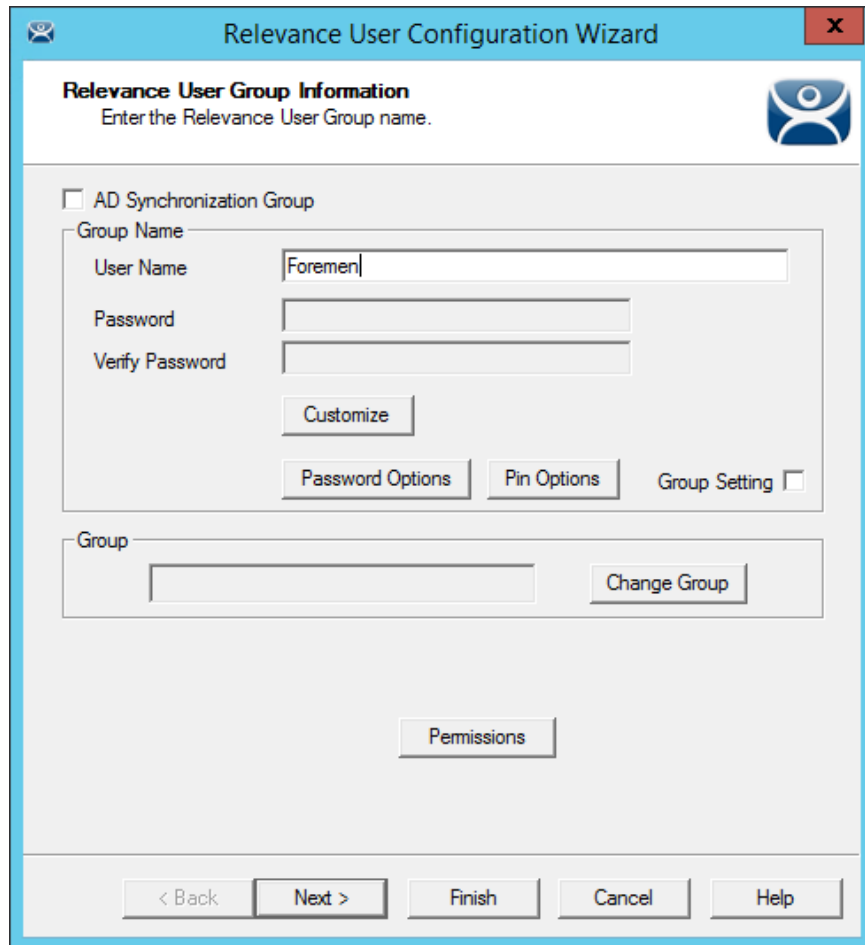 Relevance User Configuration Wizard
x
Relevance User Group Information
Enter the Relevance User Group name.
AD Synchronization Group
Group Name
User Name Foremen
Password
Verify Password
Customize
Password Options Pin Options Group Setting
Group
Change Group
Permissions
< Back Next > Finish Cancel Help